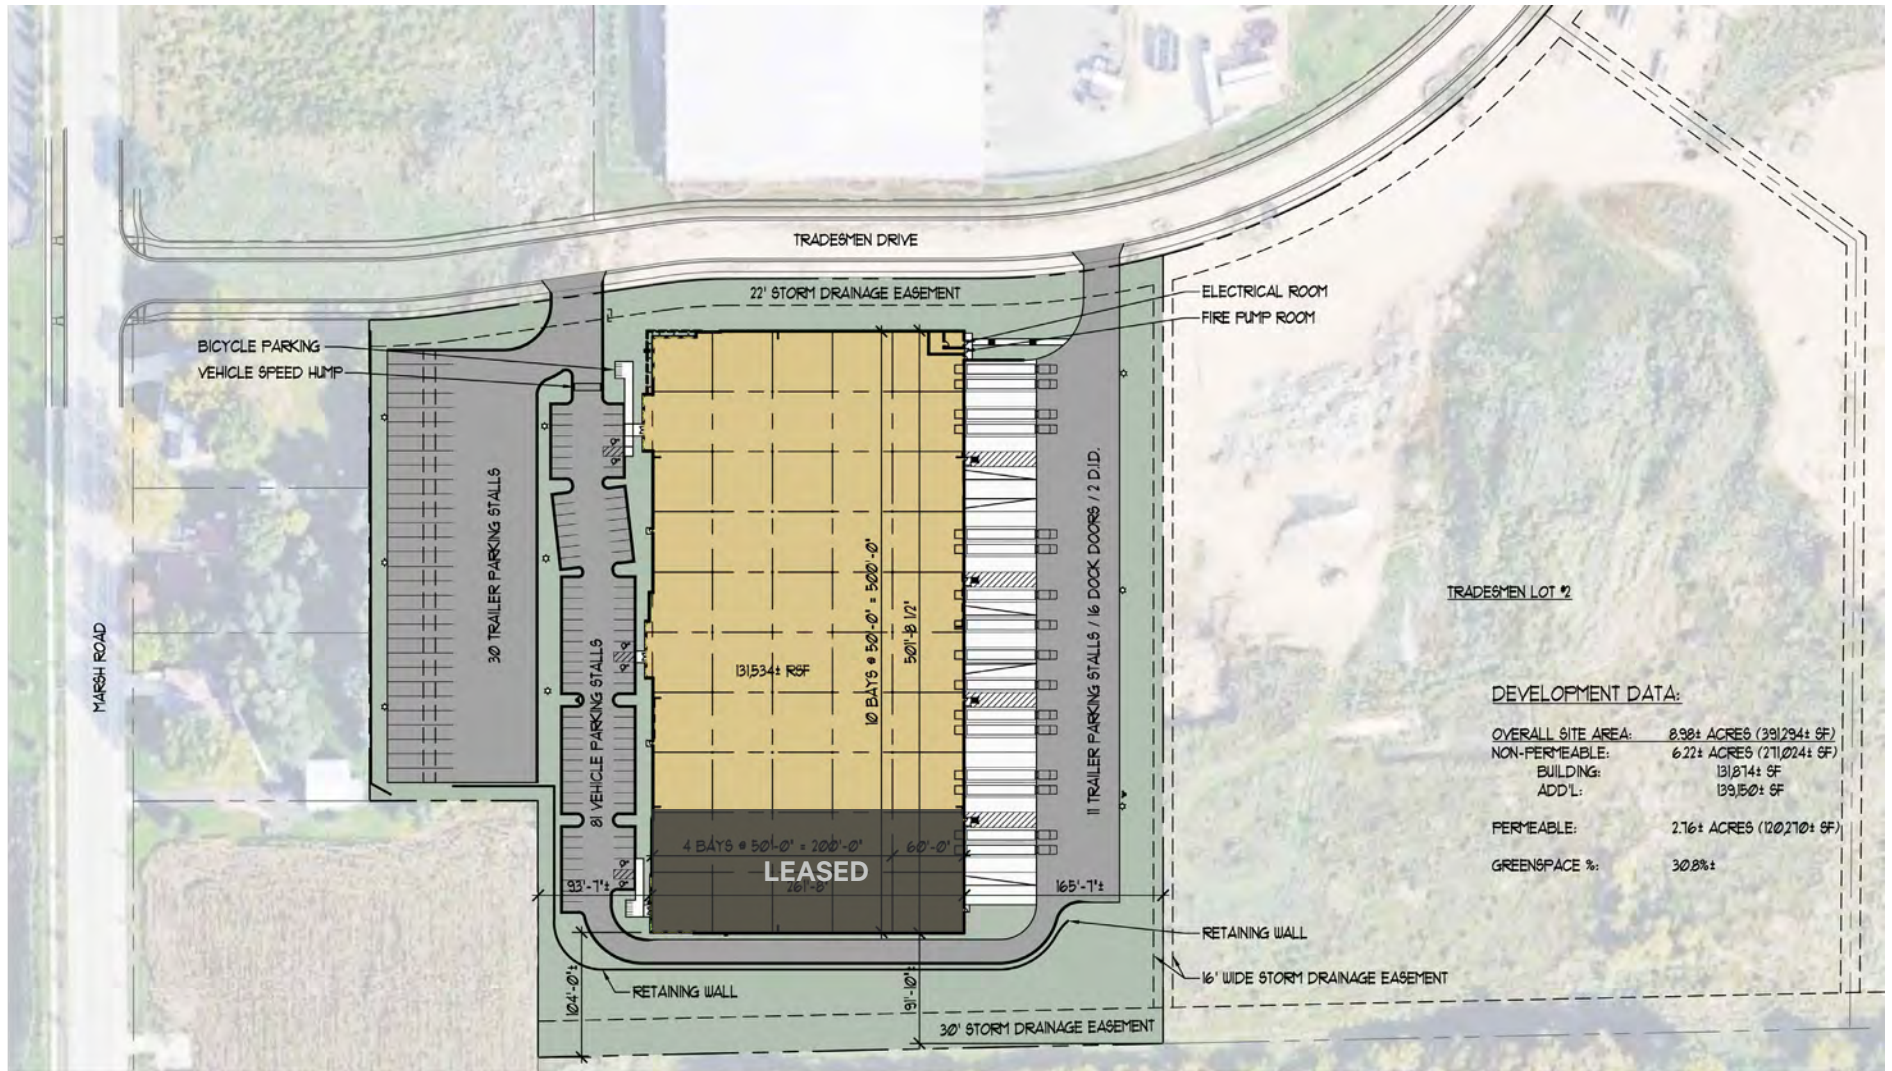 TRADESMEN DRIVE
22' STORM DRAINAGE EASEMENT
ELECTRICAL ROOM
FIRE PUMP ROOM
BICYCLE PARKING
VEHICLE SPEED HUMP
MARSH ROAD
30 TRAILER PARKING STALLS
81 VEHICLE PARKING STALLS
131,534± RSF
10 BAYS @ 50'-0" = 500'-0"
501'-8 1/2"
11 TRAILER PARKING STALLS / 16 DOCK DOORS / 2 D.I.D.
TRADESMEN LOT #2
DEVELOPMENT DATA:
OVERALL SITE AREA: 8.98± ACRES (391,294± SF)
NON-PERMEABLE: 6.22± ACRES (271,024± SF)
BUILDING: 131,874± SF
ADD'L: 139,150± SF
PERMEABLE: 2.76± ACRES (120,270± SF)
GREENSPACE %: 30.8%±
4 BAYS @ 50'-0" = 200'-0"
60'-0"
LEASED
261'-8"
93'-7"±
165'-7"±
RETAINING WALL
16' WIDE STORM DRAINAGE EASEMENT
RETAINING WALL
104'-0"±
91'-10"±
30' STORM DRAINAGE EASEMENT